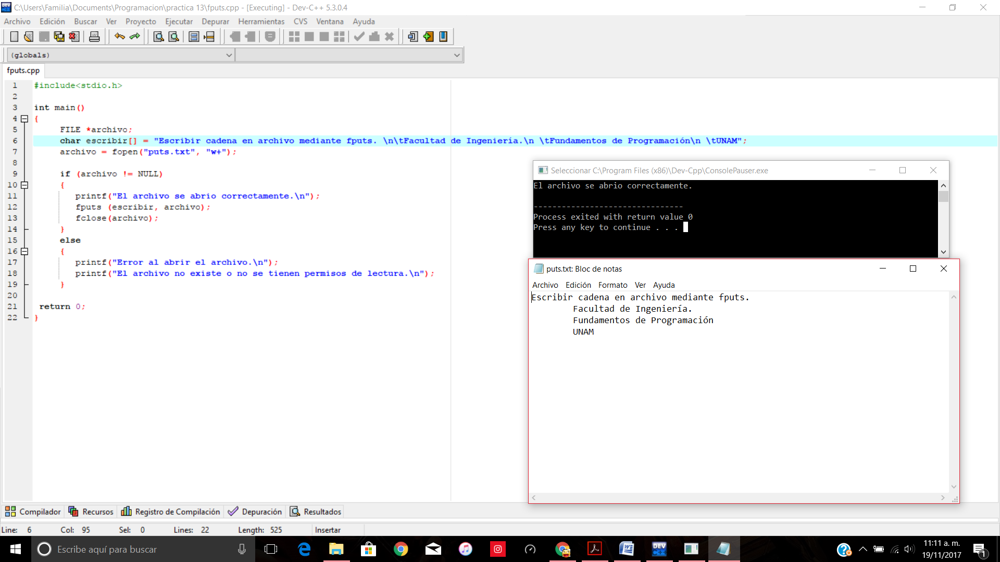 C:\Users\Familia\Documents\Programacion\practica 13\fputs.cpp - [Executing] - Dev-C++ 5.3.0.4
Archivo Edición Buscar Ver Proyecto Ejecutar Depurar Herramientas CVS Ventana Ayuda
(globals)
fputs.cpp
1 #include<stdio.h>
2
3 int main()
4 {
5 FILE *archivo;
6 char escribir[] = "Escribir cadena en archivo mediante fputs. \n\tFacultad de Ingeniería.\n \tFundamentos de Programación\n \tUNAM";
7 archivo = fopen("puts.txt", "w+");
8
9 if (archivo != NULL)
10 {
11 printf("El archivo se abrio correctamente.\n");
12 fputs (escribir, archivo);
13 fclose(archivo);
14 }
15 else
16 {
17 printf("Error al abrir el archivo.\n");
18 printf("El archivo no existe o no se tienen permisos de lectura.\n");
19 }
20
21 return 0;
22 }
Seleccionar C:\Program Files (x86)\Dev-Cpp\ConsolePauser.exe
El archivo se abrio correctamente.
--------------------------------
Process exited with return value 0
Press any key to continue . . .
puts.txt: Bloc de notas
Archivo Edición Formato Ver Ayuda
Escribir cadena en archivo mediante fputs.
Facultad de Ingeniería.
Fundamentos de Programación
UNAM
Compilador Recursos Registro de Compilación Depuración Resultados
Line: 6 Col: 95 Sel: 0 Lines: 22 Length: 525 Insertar
Escribe aquí para buscar
DEV
11:11 a. m.
19/11/2017
1